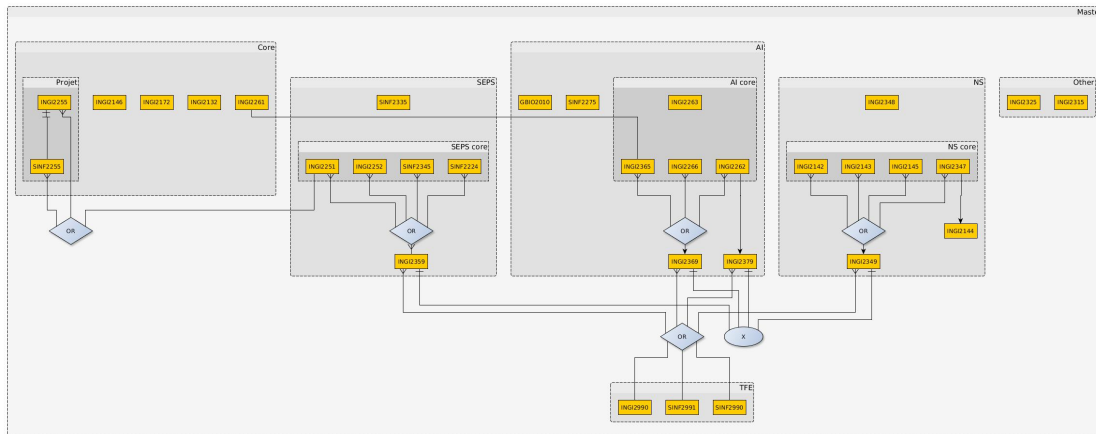 Maste
Core
AI
Projet
SEPS
AI core
NS
Other
INGI2255
INGI2146
INGI2172
INGI2132
INGI2261
SINF2335
GBIO2010
SINF2275
INGI2263
INGI2348
INGI2325
INGI2315
SEPS core
NS core
SINF2255
INGI2251
INGI2252
SINF2345
SINF2224
INGI2365
INGI2266
INGI2262
INGI2142
INGI2143
INGI2145
INGI2347
OR
OR
OR
OR
INGI2144
INGI2359
INGI2369
INGI2379
INGI2349
OR
X
TFE
INGI2990
SINF2991
SINF2990